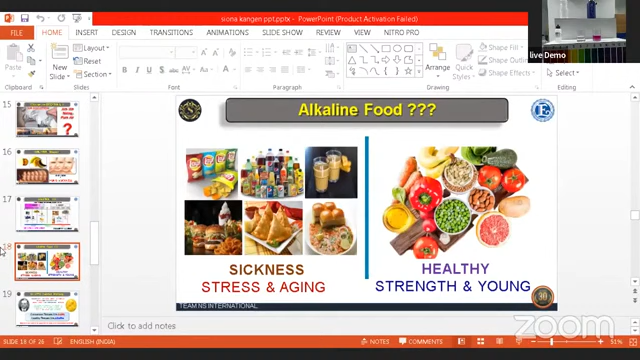 siona kangen ppt.pptx - PowerPoint (Product Activation Failed)
FILE HOME INSERT DESIGN TRANSITIONS ANIMATIONS SLIDE SHOW REVIEW VIEW NITRO PRO
Paste
New Slide
Layout
Reset
Section
Arrange
Quick Styles
Shape Fill
Shape Outline
Shape Effects
Select
Clipboard Slides Font Paragraph Drawing Editing
live Demo
15
16
17
18
19
Alkaline Food ???
SICKNESS
STRESS & AGING
HEALTHY
STRENGTH & YOUNG
TEAM NS INTERNATIONAL
30
Click to add notes
SLIDE 18 OF 26 ENGLISH (INDIA) NOTES COMMENTS 51%
zoom